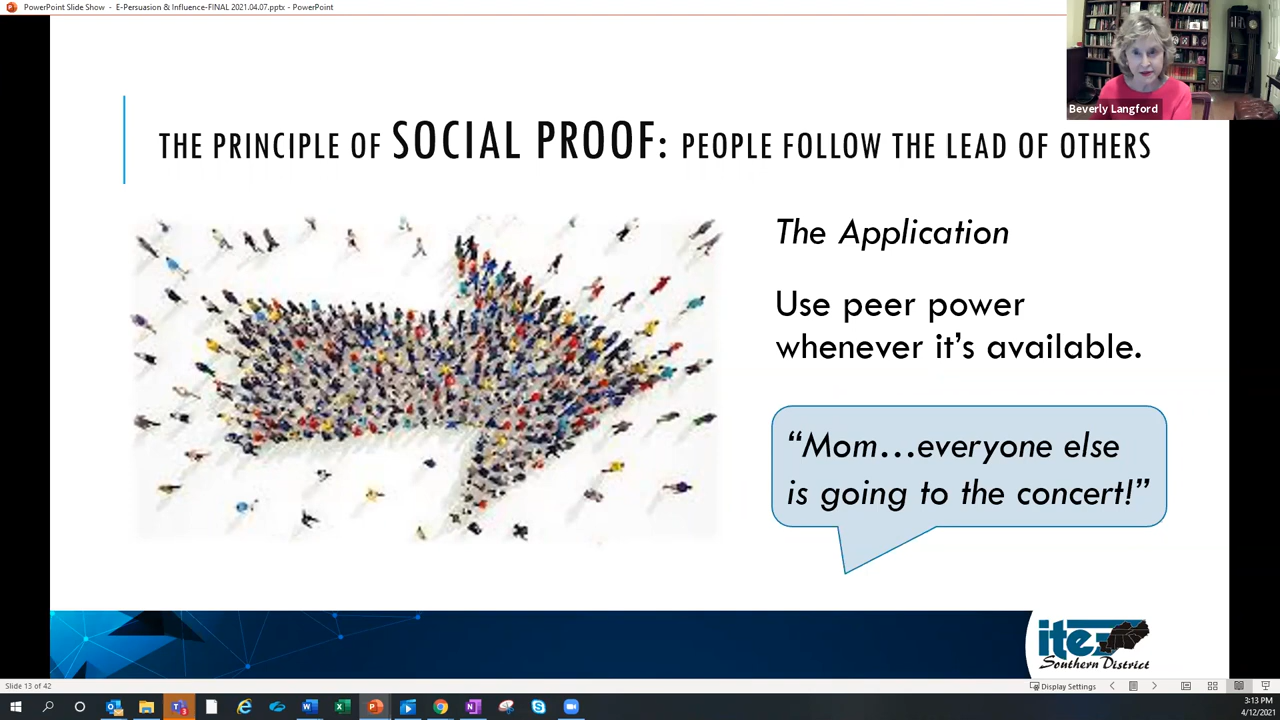 PowerPoint Slide Show - E-Persuasion & Influence-FINAL 2021.04.07.pptx - PowerPoint
Beverly Langford
THE PRINCIPLE OF SOCIAL PROOF: PEOPLE FOLLOW THE LEAD OF OTHERS
The Application
Use peer power
whenever it's available.
“Mom...everyone else
is going to the concert!”
ite
Southern District
Slide 13 of 42
Display Settings
3:13 PM
4/12/2021